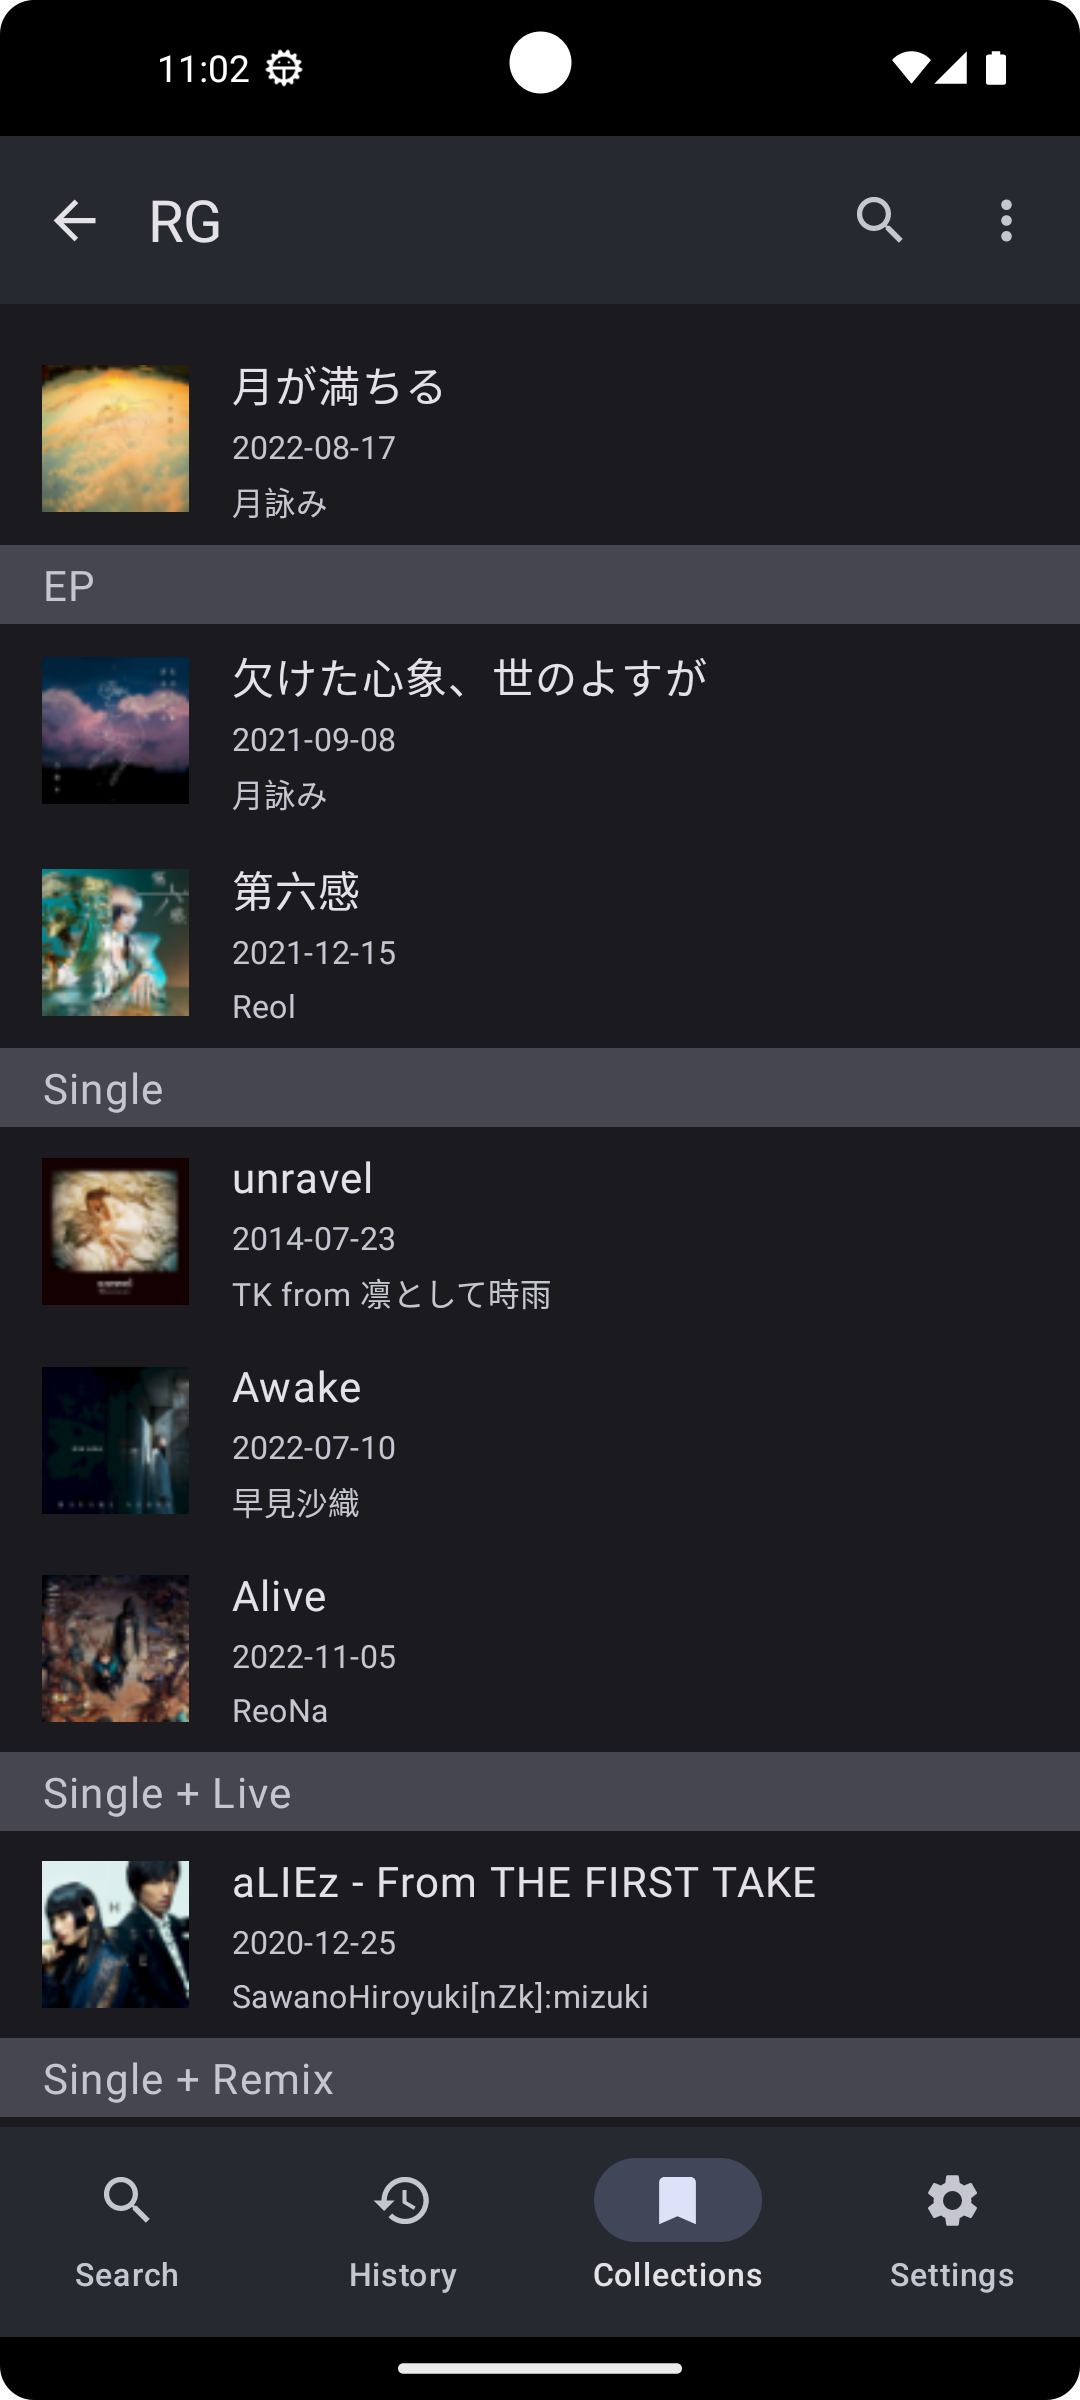 11:02
RG
月が満ちる
2022-08-17
月詠み
EP
欠けた心象、世のよすが
2021-09-08
月詠み
第六感
2021-12-15
Reol
Single
unravel
2014-07-23
TK from 凛として時雨
Awake
2022-07-10
早見沙織
Alive
2022-11-05
ReoNa
Single + Live
aLIEz - From THE FIRST TAKE
2020-12-25
SawanoHiroyuki[nZk]:mizuki
Single + Remix
Search
History
Collections
Settings